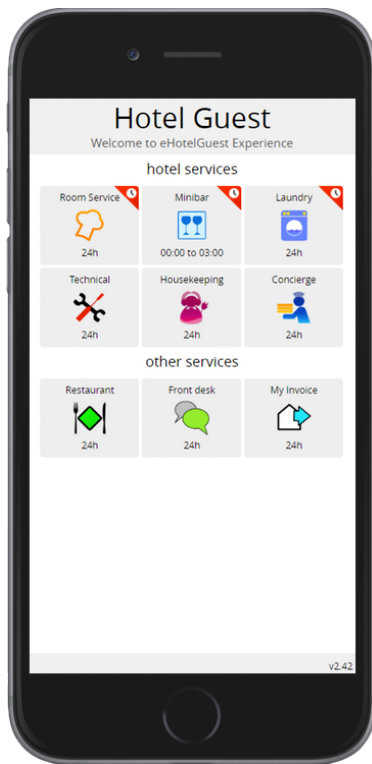 Hotel Guest
Welcome to eHotelGuest Experience
hotel services
Room Service Minibar Laundry
24h 00:00 to 03:00 24h
Technical Housekeeping Concierge
24h 24h 24h
other services
Restaurant Front desk My Invoice
24h 24h 24h
v2.42